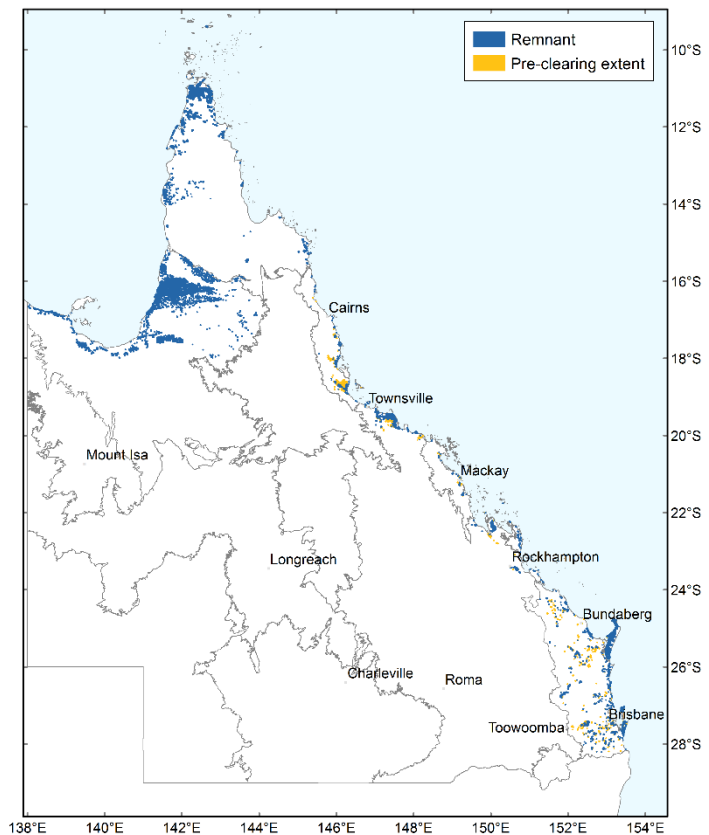 Remnant
Pre-clearing extent
10°S
12°S
14°S
16°S
Cairns
18°S
Townsville
20°S
Mount Isa
Mackay
22°S
Rockhampton
Longreach
24°S
Bundaberg
26°S
Charleville
Roma
Brisbane
Toowoomba
28°S
138°E 140°E 142°E 144°E 146°E 148°E 150°E 152°E 154°E